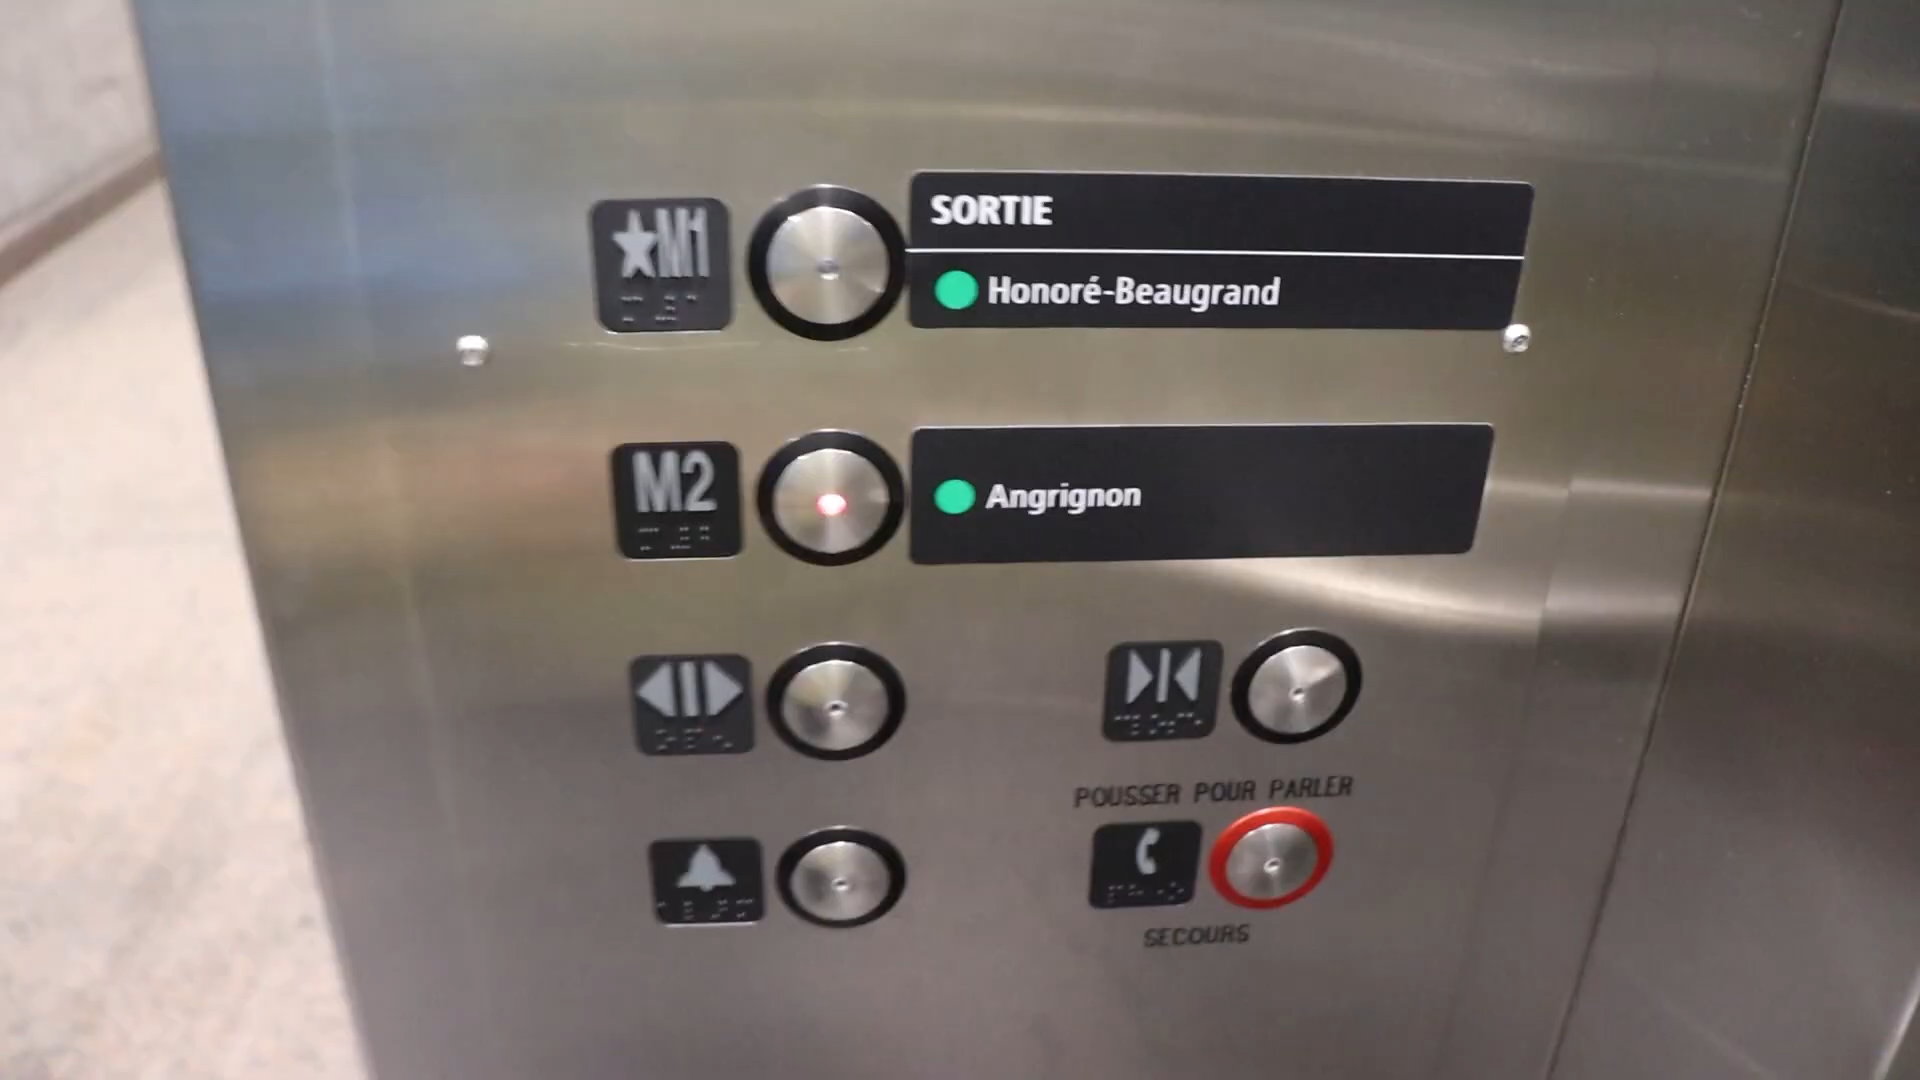 ★M1
SORTIE
Honoré-Beaugrand
M2
Angrignon
POUSSER POUR PARLER
SECOURS